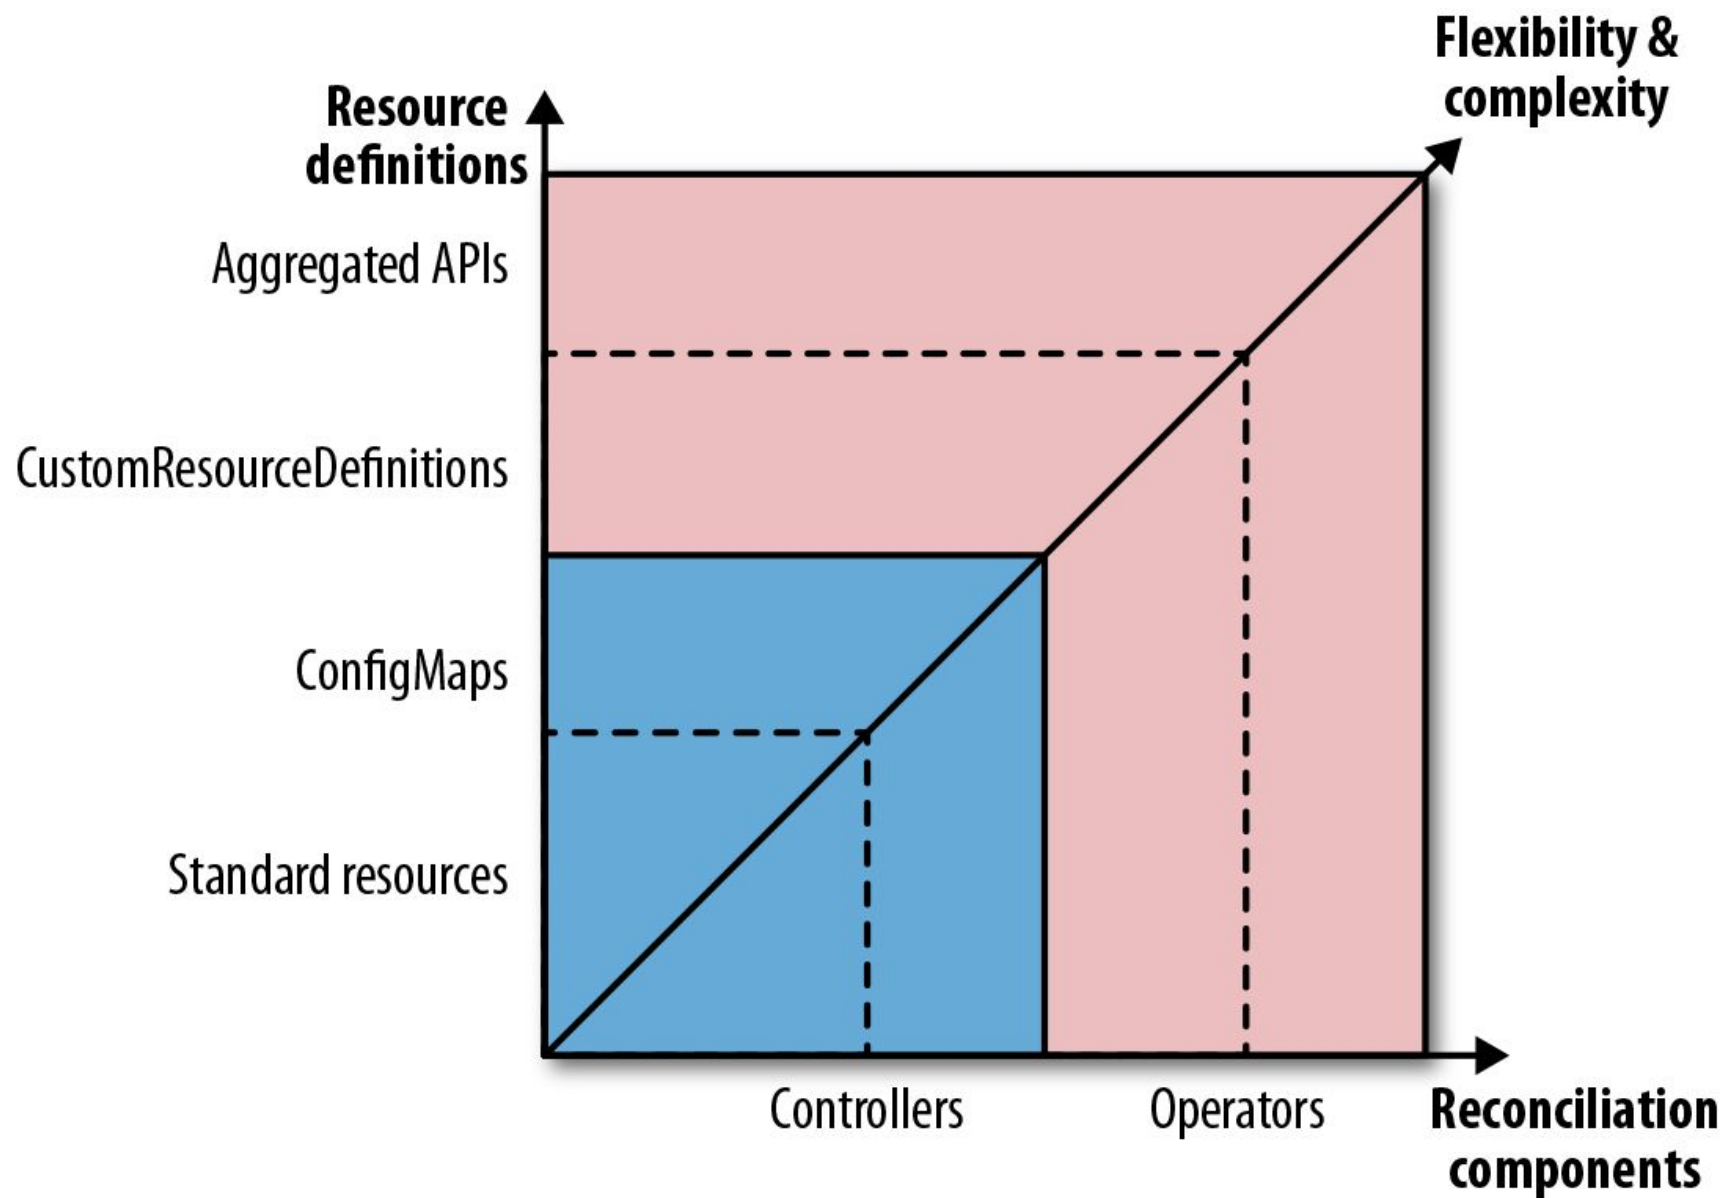 Flexibility &
complexity
Resource
definitions
Aggregated APIs
CustomResourceDefinitions
ConfigMaps
Standard resources
Controllers
Operators
Reconciliation
components